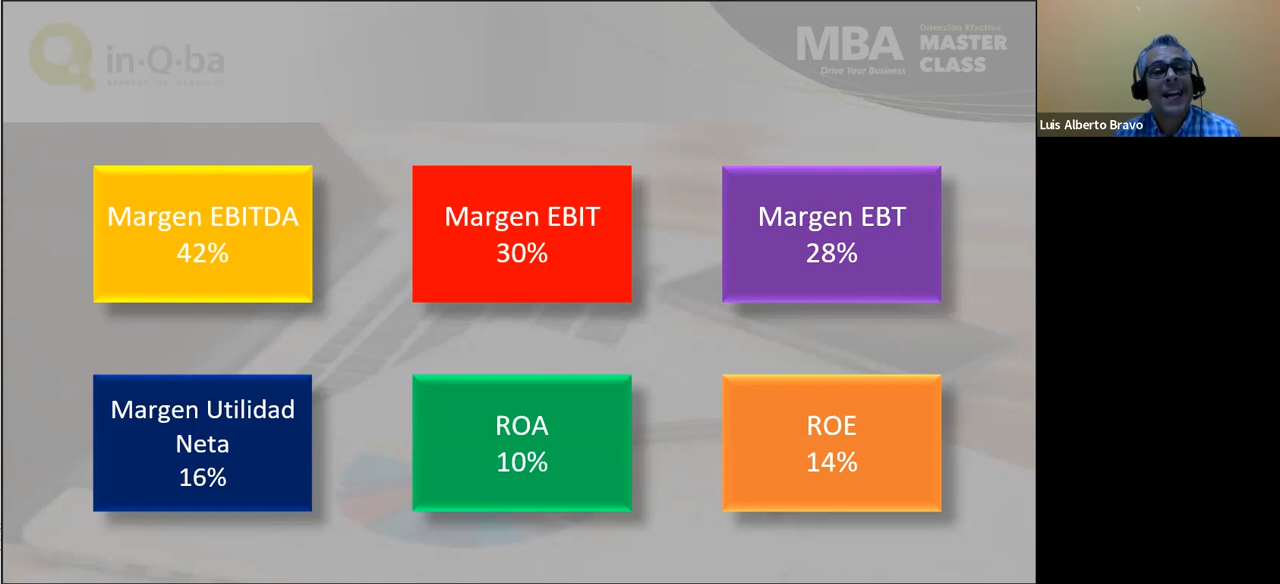 in·Q·ba
MBA
Drive Your Business
Dirección Efectiva
MASTER
CLASS
Luis Alberto Bravo
Margen EBITDA
42%
Margen EBIT
30%
Margen EBT
28%
Margen Utilidad
Neta
16%
ROA
10%
ROE
14%